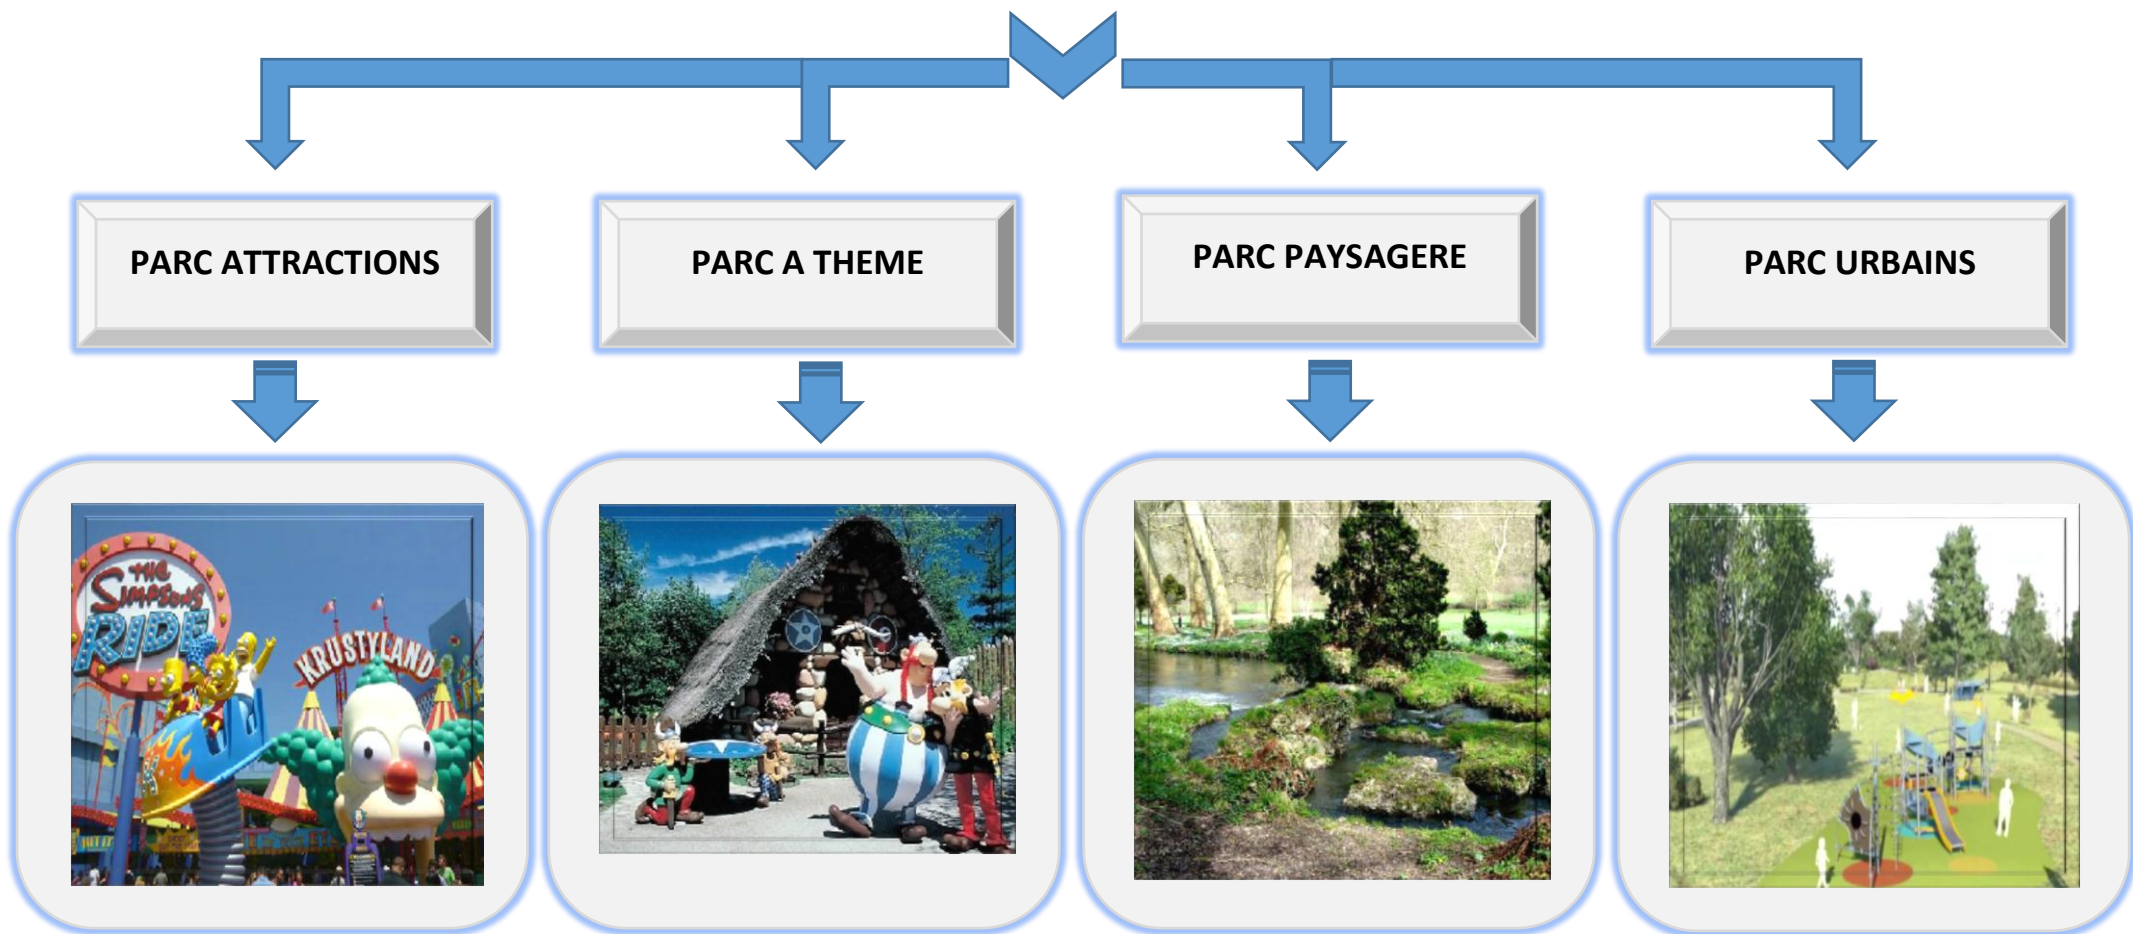 PARC ATTRACTIONS
PARC A THEME
PARC PAYSAGERE
PARC URBAINS
THE
SIMPSONS
RIDE
KRUSTYLAND